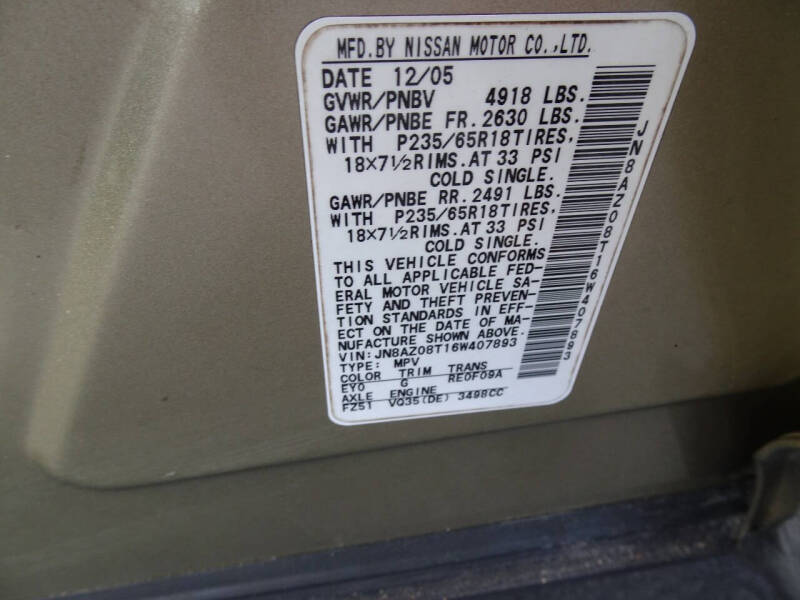 MFD.BY NISSAN MOTOR CO.,LTD.
DATE 12/05
GVWR/PNBV 4918 LBS.
GAWR/PNBE FR.2630 LBS.
WITH P235/65R18TIRES,
18×7½RIMS.AT 33 PSI
COLD SINGLE.
GAWR/PNBE RR.2491 LBS.
WITH P235/65R18TIRES,
18×7½RIMS.AT 33 PSI
COLD SINGLE.
THIS VEHICLE CONFORMS
TO ALL APPLICABLE FED-
ERAL MOTOR VEHICLE SA-
FETY AND THEFT PREVEN-
TION STANDARDS IN EFF-
ECT ON THE DATE OF MA-
NUFACTURE SHOWN ABOVE.
VIN:JN8AZ08T16W407893
TYPE: MPV
COLOR TRIM TRANS
EY0 G RE0F09A
AXLE ENGINE
FZ51 VQ35(DE) 3498CC
JN8AZ08T16W407893